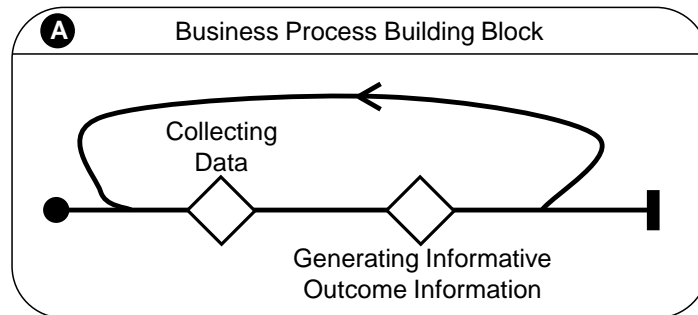 A Business Process Building Block
Collecting
Data
Generating Informative
Outcome Information